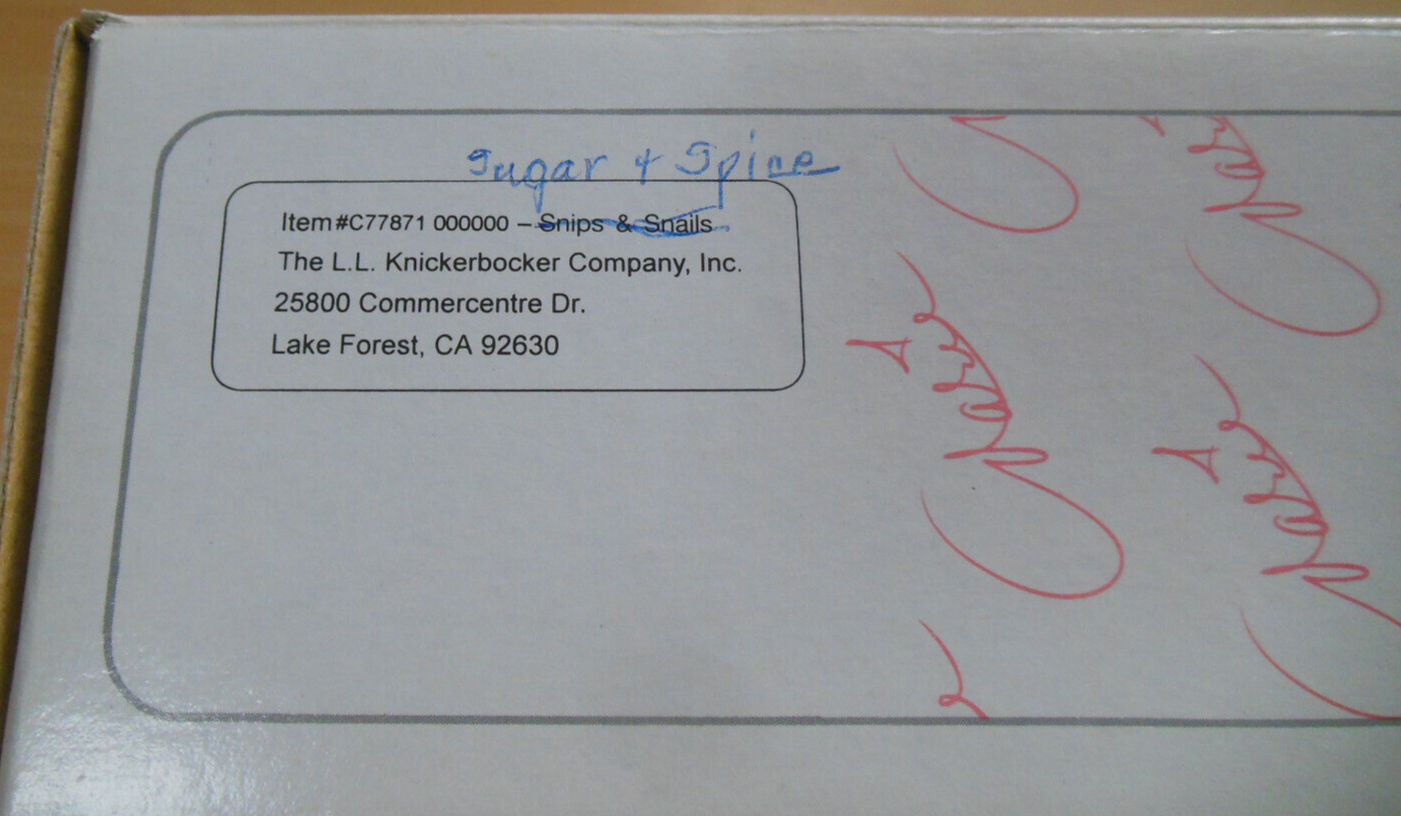 Sugar & Spice
Item#C77871 000000 – Snips & Snails
The L.L. Knickerbocker Company, Inc.
25800 Commercentre Dr.
Lake Forest, CA 92630